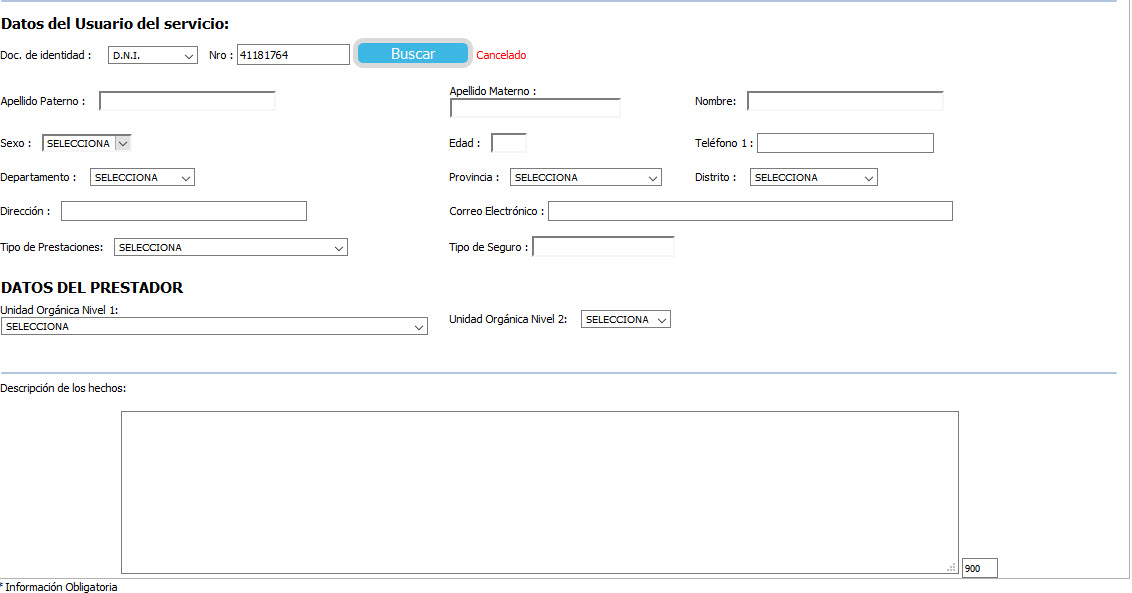 Datos del Usuario del servicio:
Doc. de identidad : D.N.I. Nro : 41181764 Buscar Cancelado
Apellido Paterno : Apellido Materno : Nombre:
Sexo : SELECCIONA Edad : Teléfono 1 :
Departamento : SELECCIONA Provincia : SELECCIONA Distrito : SELECCIONA
Dirección : Correo Electrónico :
Tipo de Prestaciones: SELECCIONA Tipo de Seguro :
DATOS DEL PRESTADOR
Unidad Orgánica Nivel 1:
SELECCIONA
Unidad Orgánica Nivel 2: SELECCIONA
Descripción de los hechos:
900
* Información Obligatoria